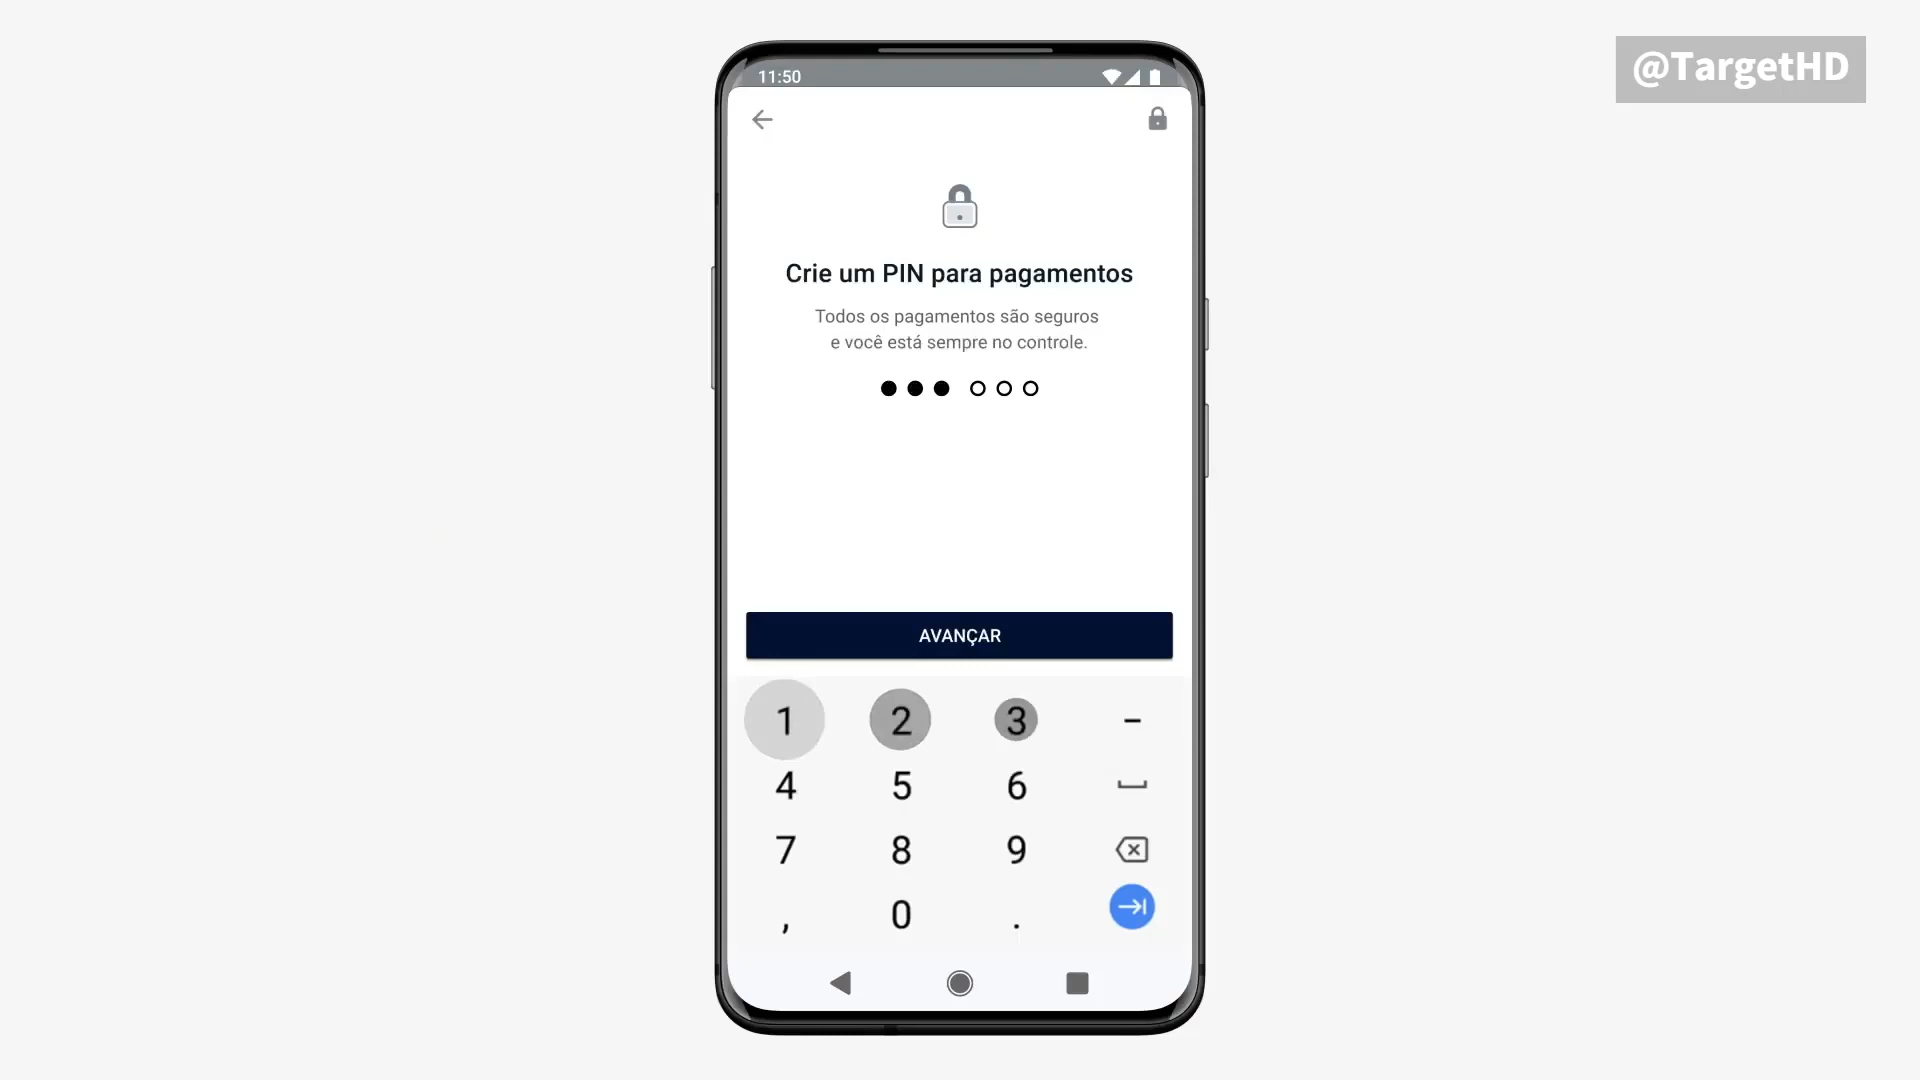 @TargetHD
11:50
Crie um PIN para pagamentos
Todos os pagamentos são seguros
e você está sempre no controle.
AVANÇAR
1 2 3 -
4 5 6
7 8 9
, 0 .